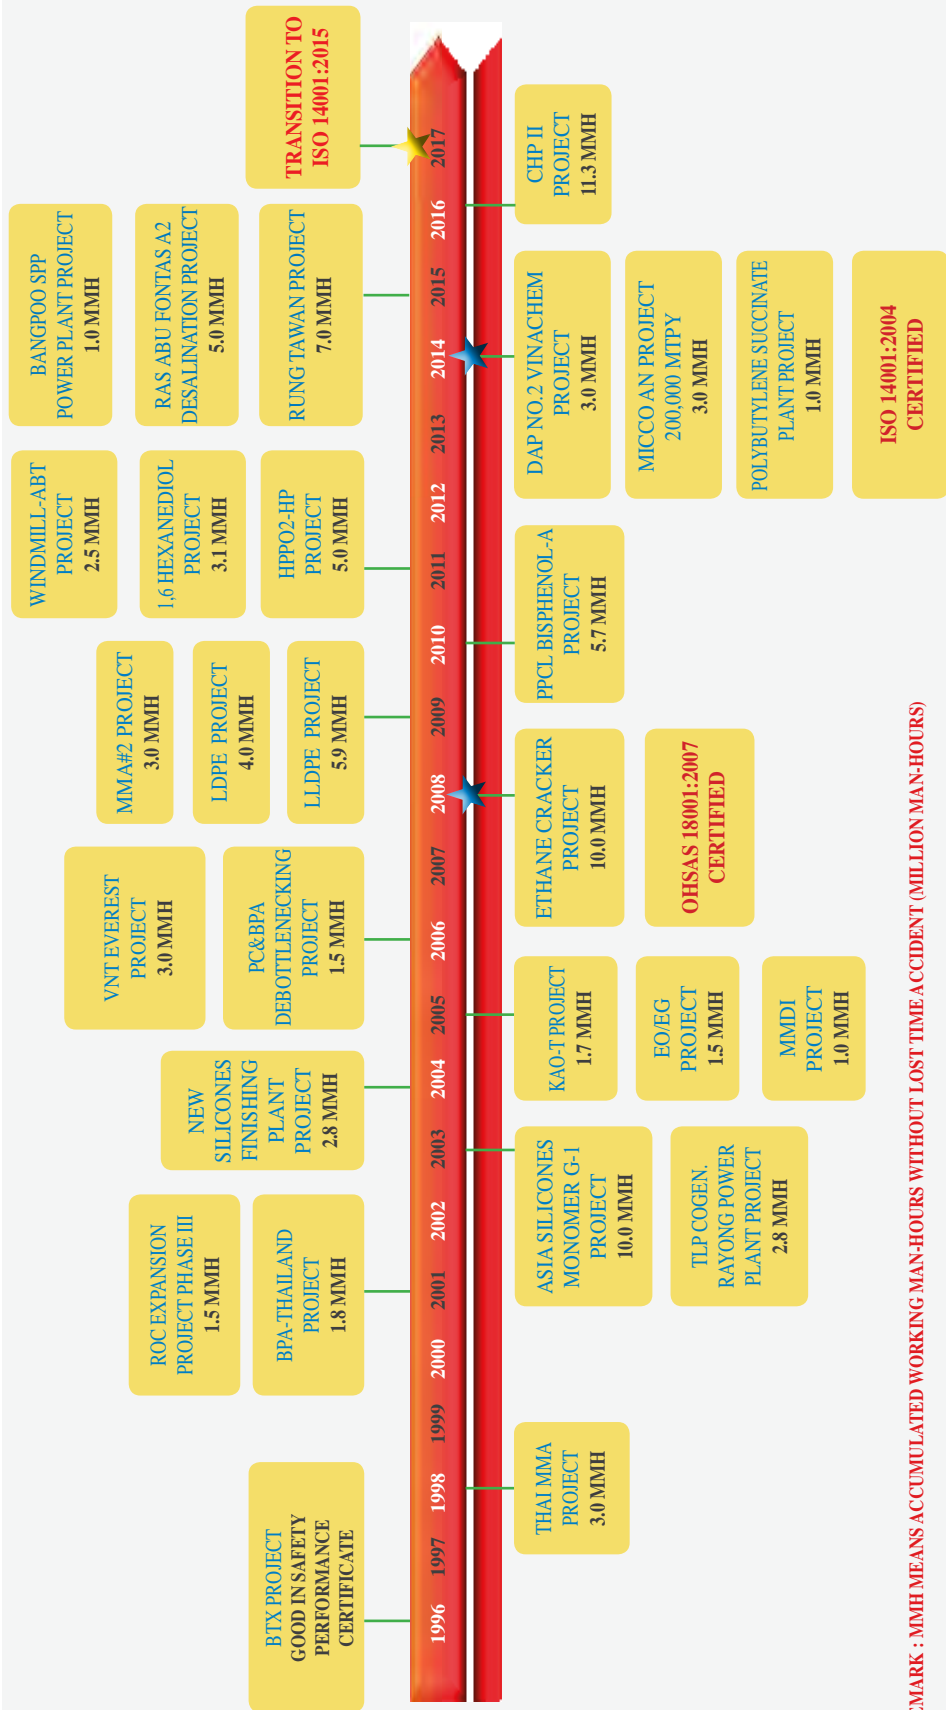 BTX PROJECT
GOOD IN SAFETY
PERFORMANCE
CERTIFICATE
ROC EXPANSION
PROJECT PHASE III
1.5 MMH
BPA-THAILAND
PROJECT
1.8 MMH
NEW
SILICONES
FINISHING
PLANT
PROJECT
2.8 MMH
VNT EVEREST
PROJECT
3.0 MMH
PC&BPA
DEBOTTLENECKING
PROJECT
1.5 MMH
MMA#2 PROJECT
3.0 MMH
LDPE PROJECT
4.0 MMH
LLDPE PROJECT
5.9 MMH
WINDMILL-ABT
PROJECT
2.5 MMH
1,6 HEXANEDIOL
PROJECT
3.1 MMH
HPPO2-HP
PROJECT
5.0 MMH
BANGPOO SPP
POWER PLANT PROJECT
1.0 MMH
RAS ABU FONTAS A2
DESALINATION PROJECT
5.0 MMH
RUNG TAWAN PROJECT
7.0 MMH
TRANSITION TO
ISO 14001:2015
1996 1997 1998 1999 2000 2001 2002 2003 2004 2005 2006 2007 2008 2009 2010 2011 2012 2013 2014 2015 2016 2017
THAI MMA
PROJECT
3.0 MMH
ASIA SILICONES
MONOMER G-1
PROJECT
10.0 MMH
TLP COGEN.
RAYONG POWER
PLANT PROJECT
2.8 MMH
KAO-T PROJECT
1.7 MMH
EO/EG
PROJECT
1.5 MMH
MMDI
PROJECT
1.0 MMH
ETHANE CRACKER
PROJECT
10.0 MMH
OHSAS 18001:2007
CERTIFIED
PPCL BISPHENOL-A
PROJECT
5.7 MMH
DAP NO.2 VINACHEM
PROJECT
3.0 MMH
MICCO AN PROJECT
200,000 MTPY
3.0 MMH
POLYBUTYLENE SUCCINATE
PLANT PROJECT
1.0 MMH
ISO 14001:2004
CERTIFIED
CHP II
PROJECT
11.3 MMH
EMARK : MMH MEANS ACCUMULATED WORKING MAN-HOURS WITHOUT LOST TIME ACCIDENT (MILLION MAN-HOURS)